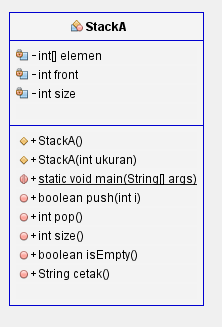 StackA
- int[] elemen
- int front
- int size
+ StackA()
+ StackA(int ukuran)
+ static void main(String[] args)
+ boolean push(int i)
+ int pop()
+ int size()
+ boolean isEmpty()
+ String cetak()